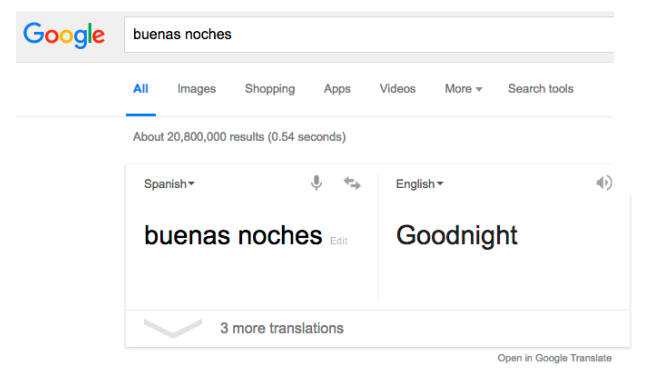 Google buenas noches
All Images Shopping Apps Videos More Search tools
About 20,800,000 results (0.54 seconds)
Spanish English
buenas noches Edit Goodnight
3 more translations
Open in Google Translate